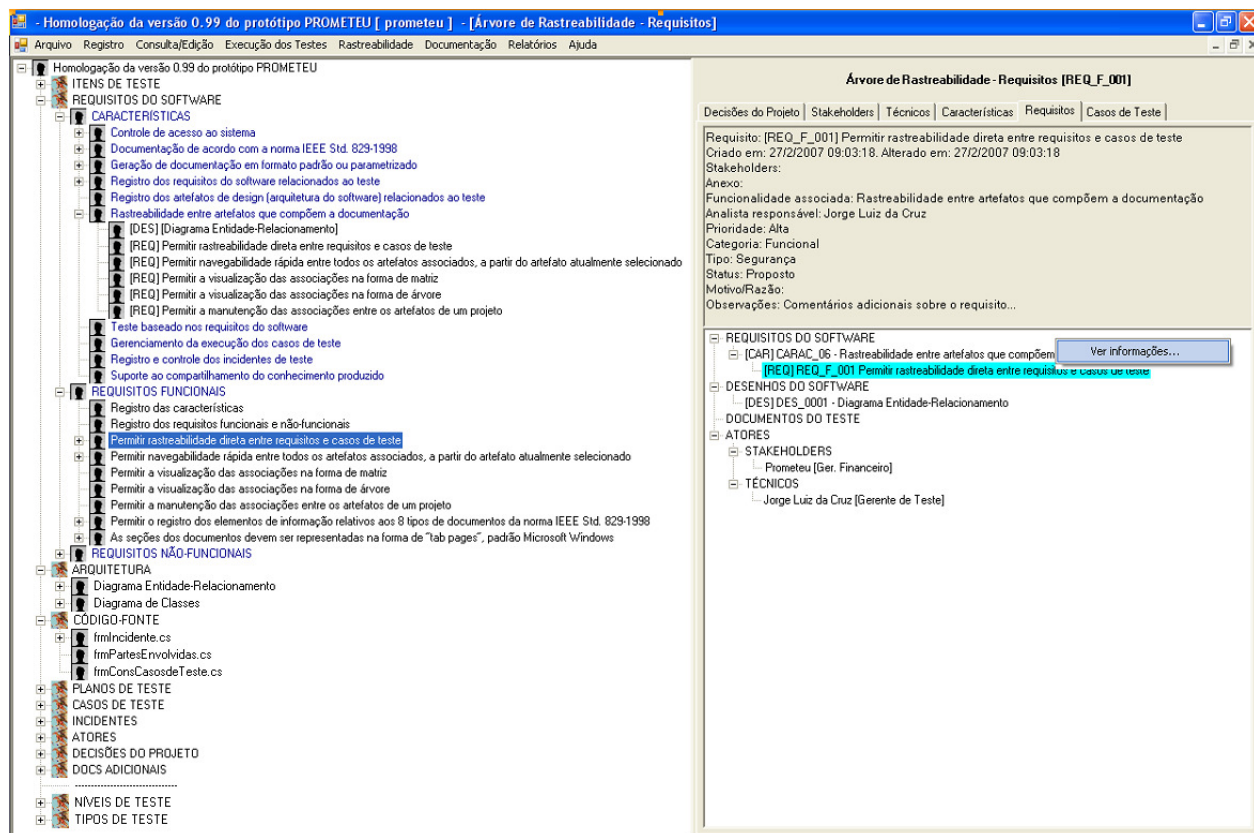 - Homologação da versão 0.99 do protótipo PROMETEU [ prometeu ] - [Árvore de Rastreabilidade - Requisitos]
Arquivo Registro Consulta/Edição Execução dos Testes Rastreabilidade Documentação Relatórios Ajuda
Homologação da versão 0.99 do protótipo PROMETEU
ITENS DE TESTE
REQUISITOS DO SOFTWARE
CARACTERÍSTICAS
Controle de acesso ao sistema
Documentação de acordo com a norma IEEE Std. 829-1998
Geração de documentação em formato padrão ou parametrizado
Registro dos requisitos do software relacionados ao teste
Registro dos artefatos de design (arquitetura do software) relacionados ao teste
Rastreabilidade entre artefatos que compõem a documentação
[DES] [Diagrama Entidade-Relacionamento]
[REQ] Permitir rastreabilidade direta entre requisitos e casos de teste
[REQ] Permitir navegabilidade rápida entre todos os artefatos associados, a partir do artefato atualmente selecionado
[REQ] Permitir a visualização das associações na forma de matriz
[REQ] Permitir a visualização das associações na forma de árvore
[REQ] Permitir a manutenção das associações entre os artefatos de um projeto
Teste baseado nos requisitos do software
Gerenciamento da execução dos casos de teste
Registro e controle dos incidentes de teste
Suporte ao compartilhamento do conhecimento produzido
REQUISITOS FUNCIONAIS
Registro das características
Registro dos requisitos funcionais e não-funcionais
Permitir rastreabilidade direta entre requisitos e casos de teste
Permitir navegabilidade rápida entre todos os artefatos associados, a partir do artefato atualmente selecionado
Permitir a visualização das associações na forma de matriz
Permitir a visualização das associações na forma de árvore
Permitir a manutenção das associações entre os artefatos de um projeto
Permitir o registro dos elementos de informação relativos aos 8 tipos de documentos da norma IEEE Std. 829-1998
As seções dos documentos devem ser representadas na forma de "tab pages", padrão Microsoft Windows
REQUISITOS NÃO-FUNCIONAIS
ARQUITETURA
Diagrama Entidade-Relacionamento
Diagrama de Classes
CÓDIGO-FONTE
frmIncidente.cs
frmPartesEnvolvidas.cs
frmConsCasosdeTeste.cs
PLANOS DE TESTE
CASOS DE TESTE
INCIDENTES
ATORES
DECISÕES DO PROJETO
DOCS ADICIONAIS
------------------------------
NÍVEIS DE TESTE
TIPOS DE TESTE
Árvore de Rastreabilidade - Requisitos [REQ_F_001]
Decisões do Projeto Stakeholders Técnicos Características Requisitos Casos de Teste
Requisito: [REQ_F_001] Permitir rastreabilidade direta entre requisitos e casos de teste
Criado em: 27/2/2007 09:03:18. Alterado em: 27/2/2007 09:03:18
Stakeholders:
Anexo:
Funcionalidade associada: Rastreabilidade entre artefatos que compõem a documentação
Analista responsável: Jorge Luiz da Cruz
Prioridade: Alta
Categoria: Funcional
Tipo: Segurança
Status: Proposto
Motivo/Razão:
Observações: Comentários adicionais sobre o requisito...
REQUISITOS DO SOFTWARE
[CAR] CARAC_06 - Rastreabilidade entre artefatos que compõem
Ver informações...
[REQ] REQ_F_001 Permitir rastreabilidade direta entre requisitos e casos de teste
DESENHOS DO SOFTWARE
[DES] DES_0001 - Diagrama Entidade-Relacionamento
DOCUMENTOS DO TESTE
ATORES
STAKEHOLDERS
Prometeu [Ger. Financeiro]
TÉCNICOS
Jorge Luiz da Cruz [Gerente de Teste]